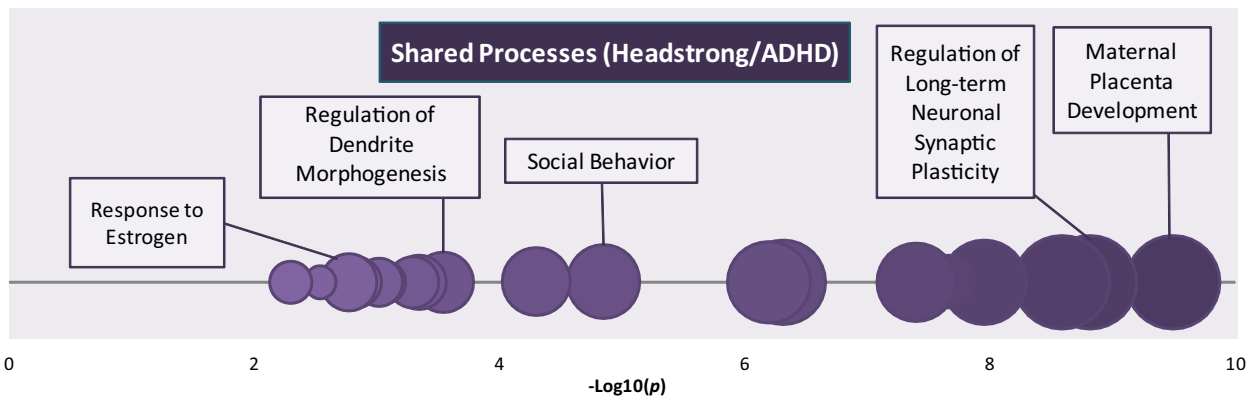 Shared Processes (Headstrong/ADHD)
Regulation of
Long-term
Neuronal
Synaptic
Plasticity
Maternal
Placenta
Development
Regulation of
Dendrite
Morphogenesis
Social Behavior
Response to
Estrogen
0 2 4 6 8 10
-Log10(p)